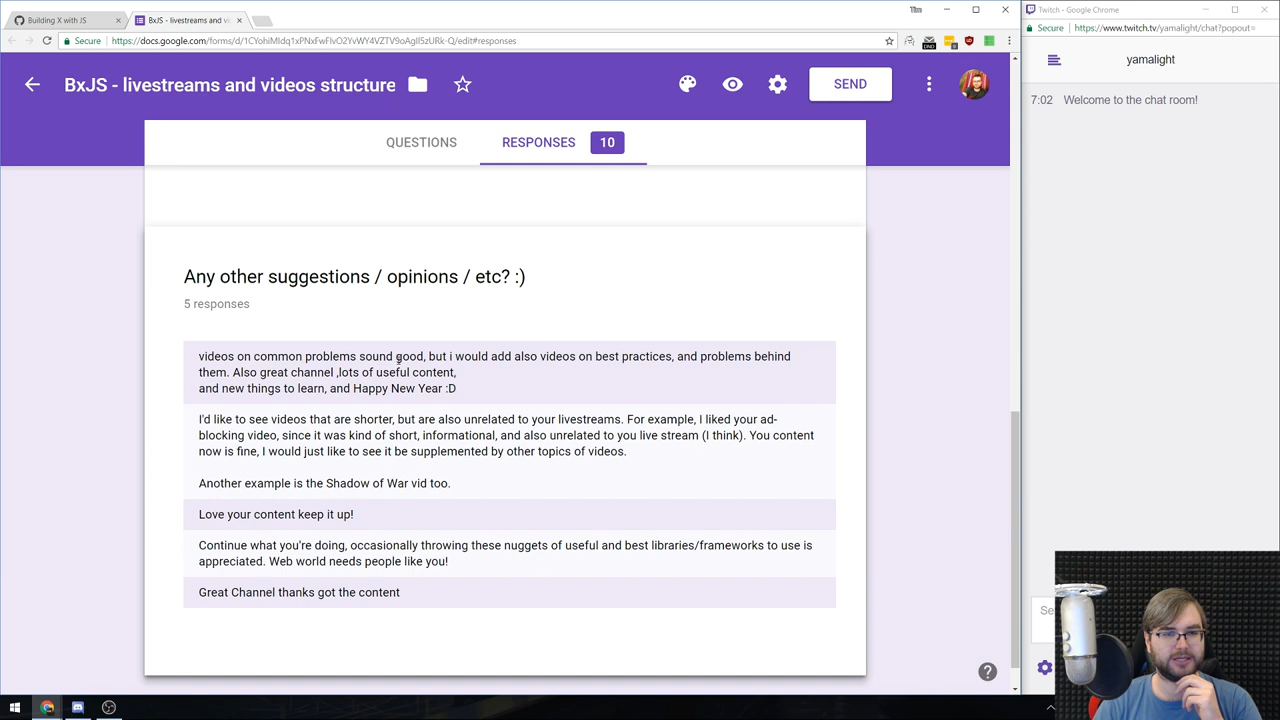 Building X with JS
BxJS - livestreams and vi
Secure
https://docs.google.com/forms/d/1CYohiMIdq1xPNxFwFlvO2YvWY4VZTV9oAgIl5zURk-Q/edit#responses
BxJS - livestreams and videos structure
SEND
QUESTIONS
RESPONSES
10
Any other suggestions / opinions / etc? :)
5 responses
videos on common problems sound good, but i would add also videos on best practices, and problems behind
them. Also great channel ,lots of useful content,
and new things to learn, and Happy New Year :D
I'd like to see videos that are shorter, but are also unrelated to your livestreams. For example, I liked your ad-
blocking video, since it was kind of short, informational, and also unrelated to you live stream (I think). You content
now is fine, I would just like to see it be supplemented by other topics of videos.
Another example is the Shadow of War vid too.
Love your content keep it up!
Continue what you're doing, occasionally throwing these nuggets of useful and best libraries/frameworks to use is
appreciated. Web world needs people like you!
Great Channel thanks got the content
Twitch - Google Chrome
Secure
https://www.twitch.tv/yamalight/chat?popout=
yamalight
7:02 Welcome to the chat room!
Se